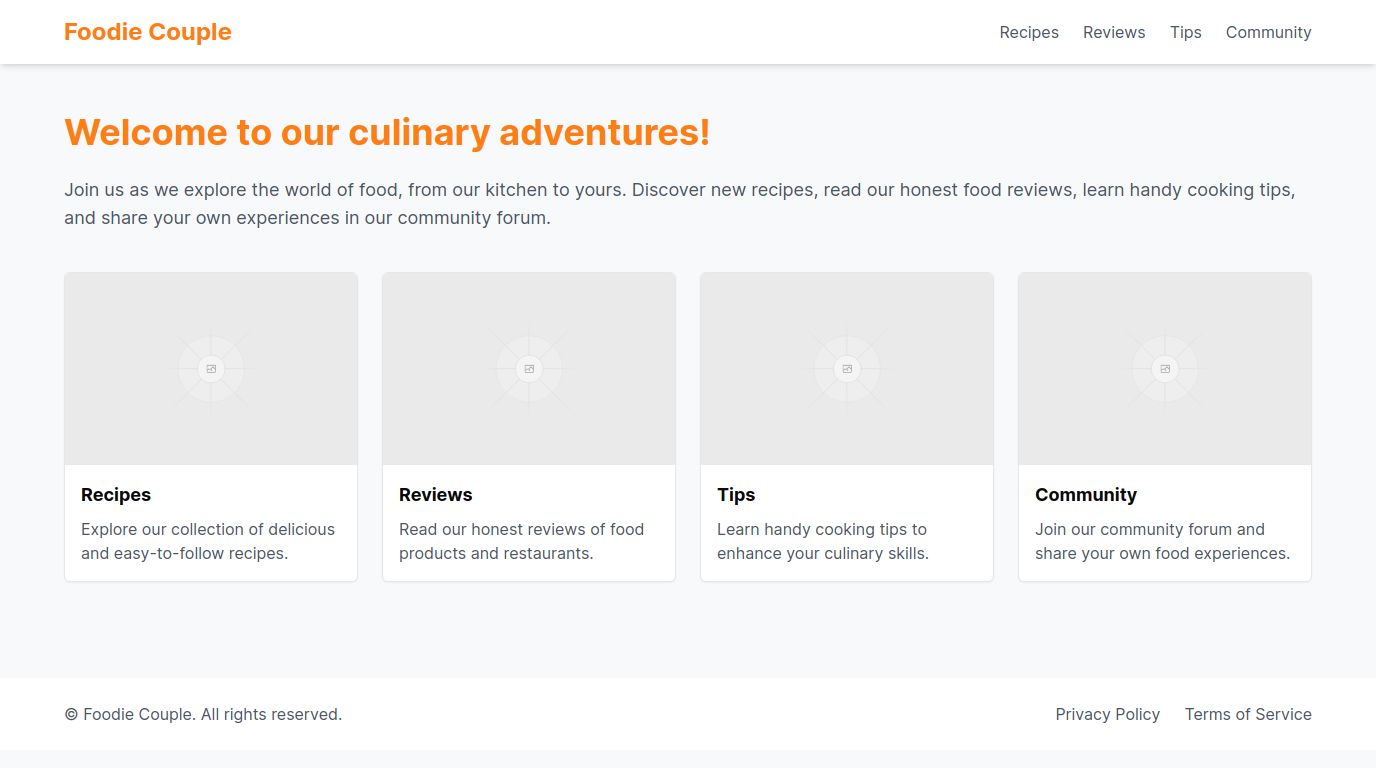 Foodie Couple
Recipes Reviews Tips Community
Welcome to our culinary adventures!
Join us as we explore the world of food, from our kitchen to yours. Discover new recipes, read our honest food reviews, learn handy cooking tips,
and share your own experiences in our community forum.
Recipes
Explore our collection of delicious
and easy-to-follow recipes.
Reviews
Read our honest reviews of food
products and restaurants.
Tips
Learn handy cooking tips to
enhance your culinary skills.
Community
Join our community forum and
share your own food experiences.
© Foodie Couple. All rights reserved.
Privacy Policy Terms of Service